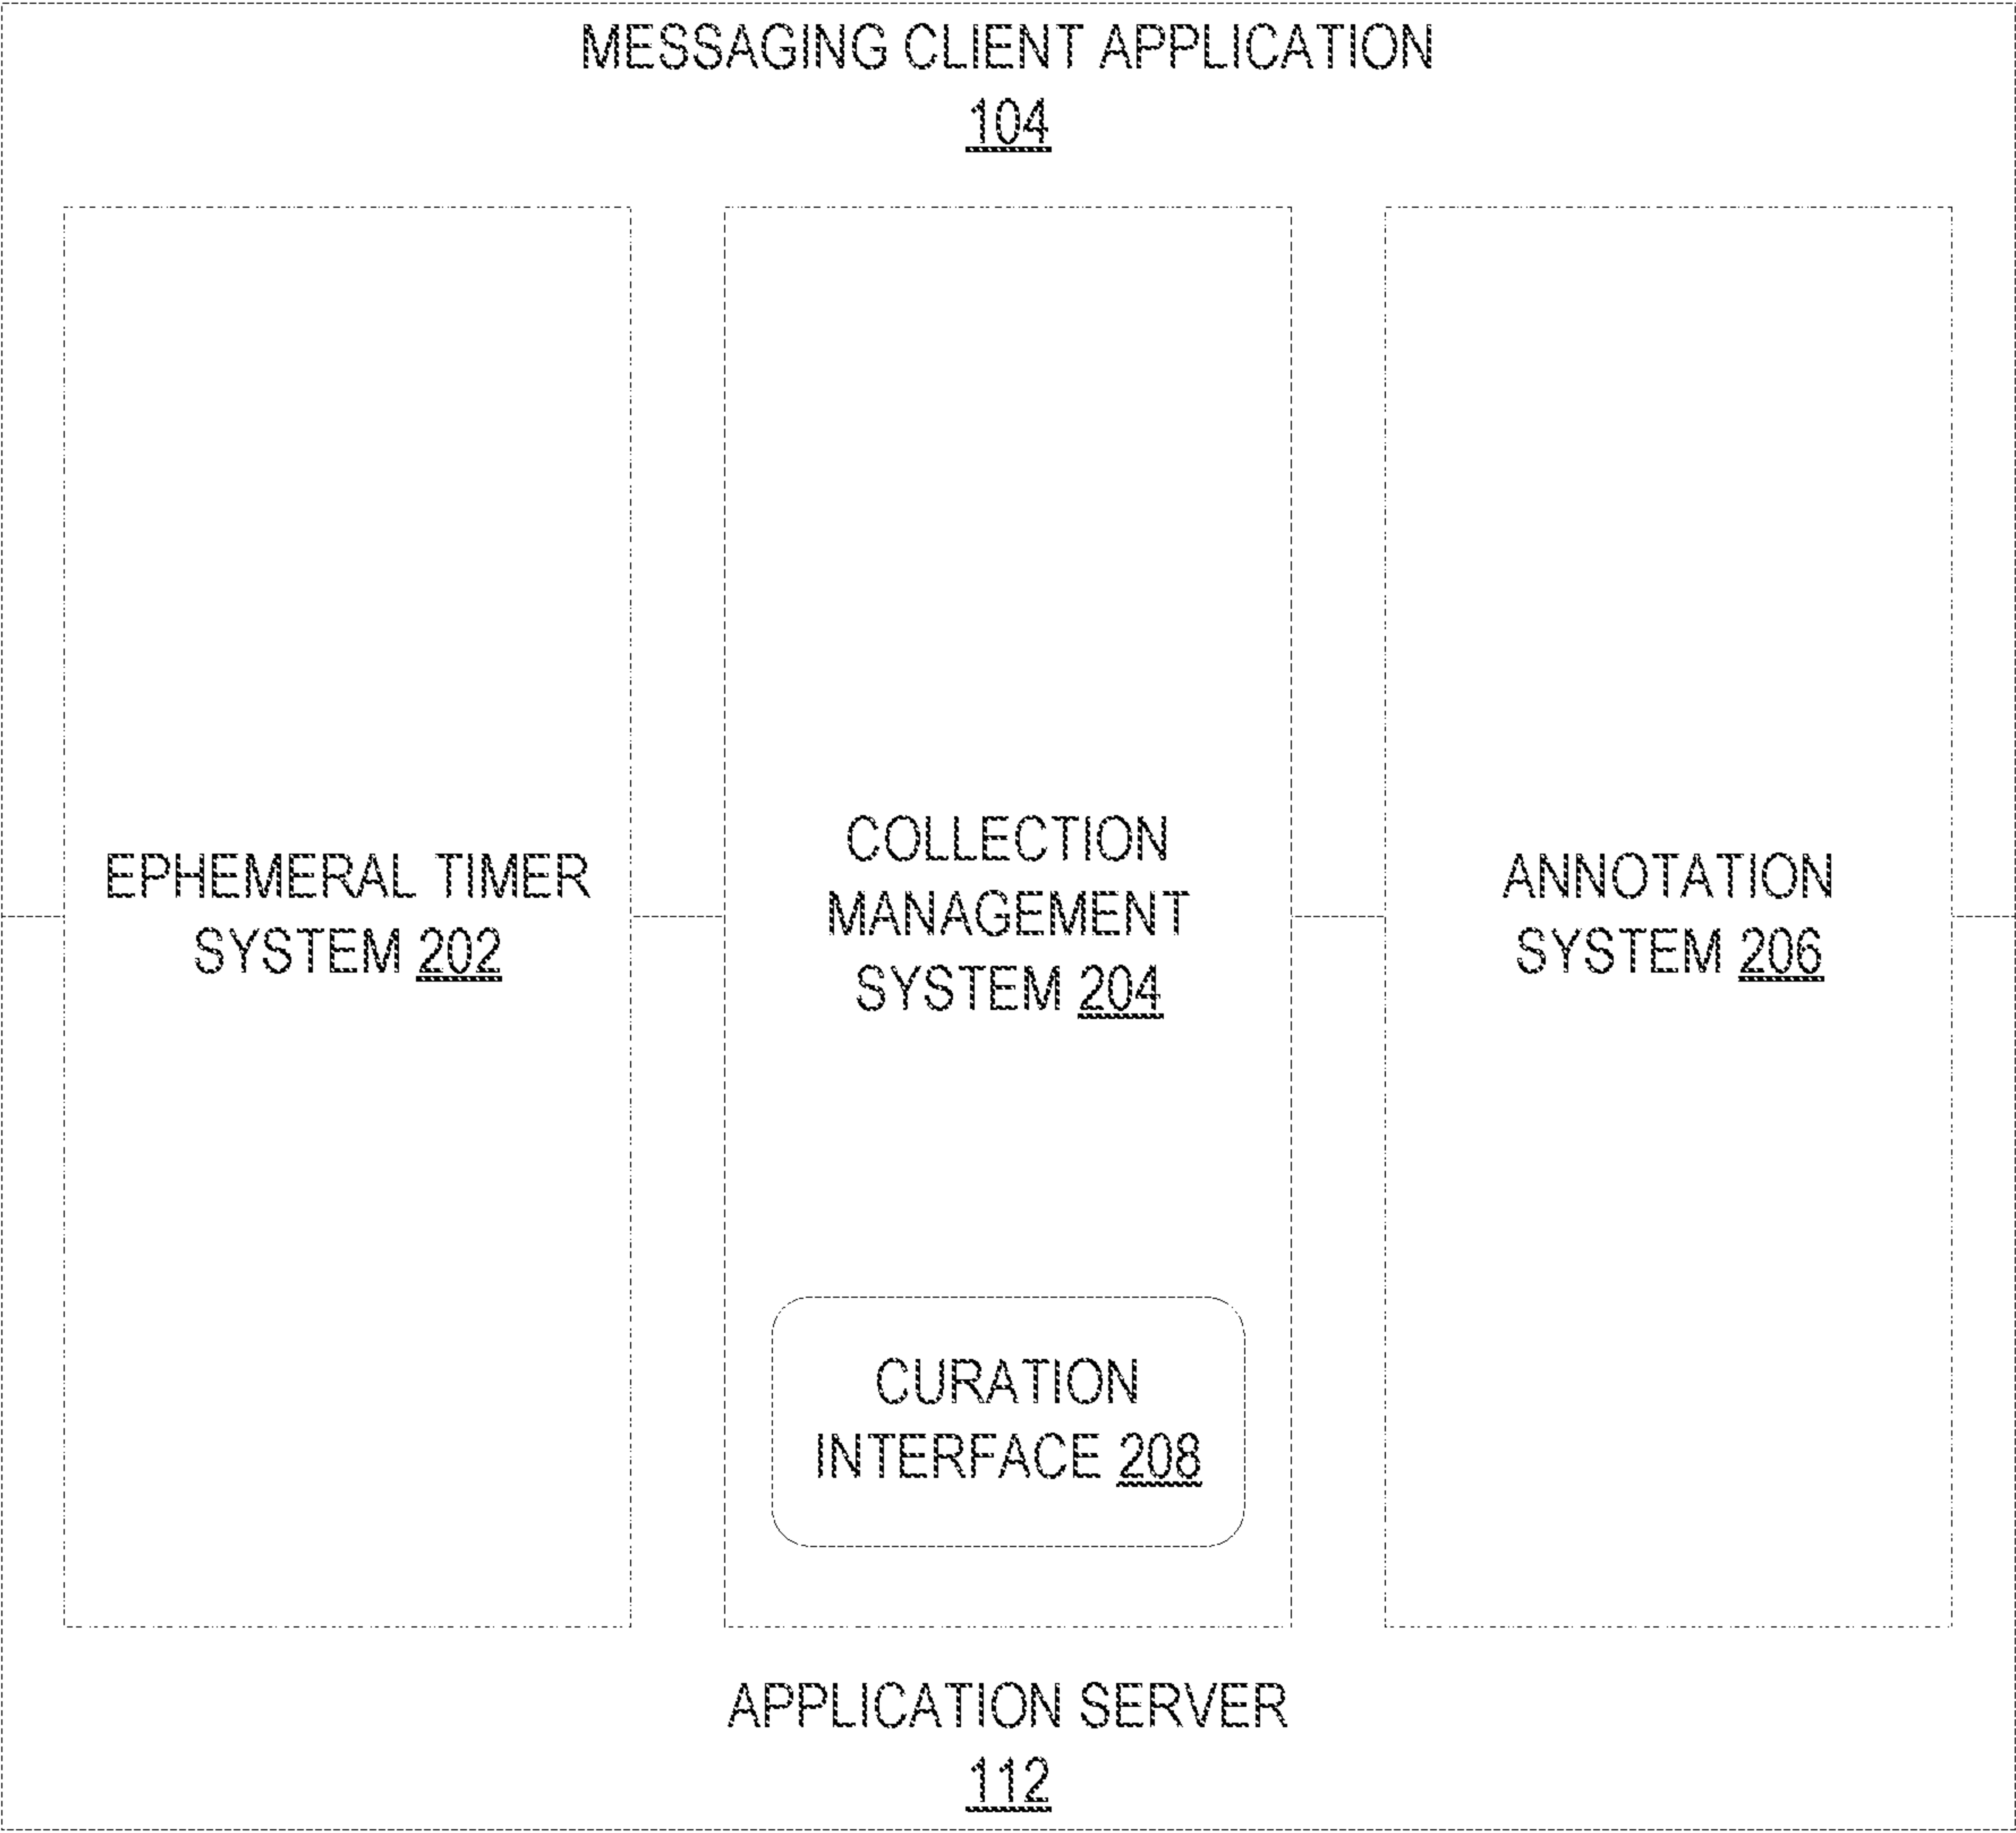 MESSAGING CLIENT APPLICATION
104
EPHEMERAL TIMER
SYSTEM 202
COLLECTION
MANAGEMENT
SYSTEM 204
ANNOTATION
SYSTEM 206
CURATION
INTERFACE 208
APPLICATION SERVER
112